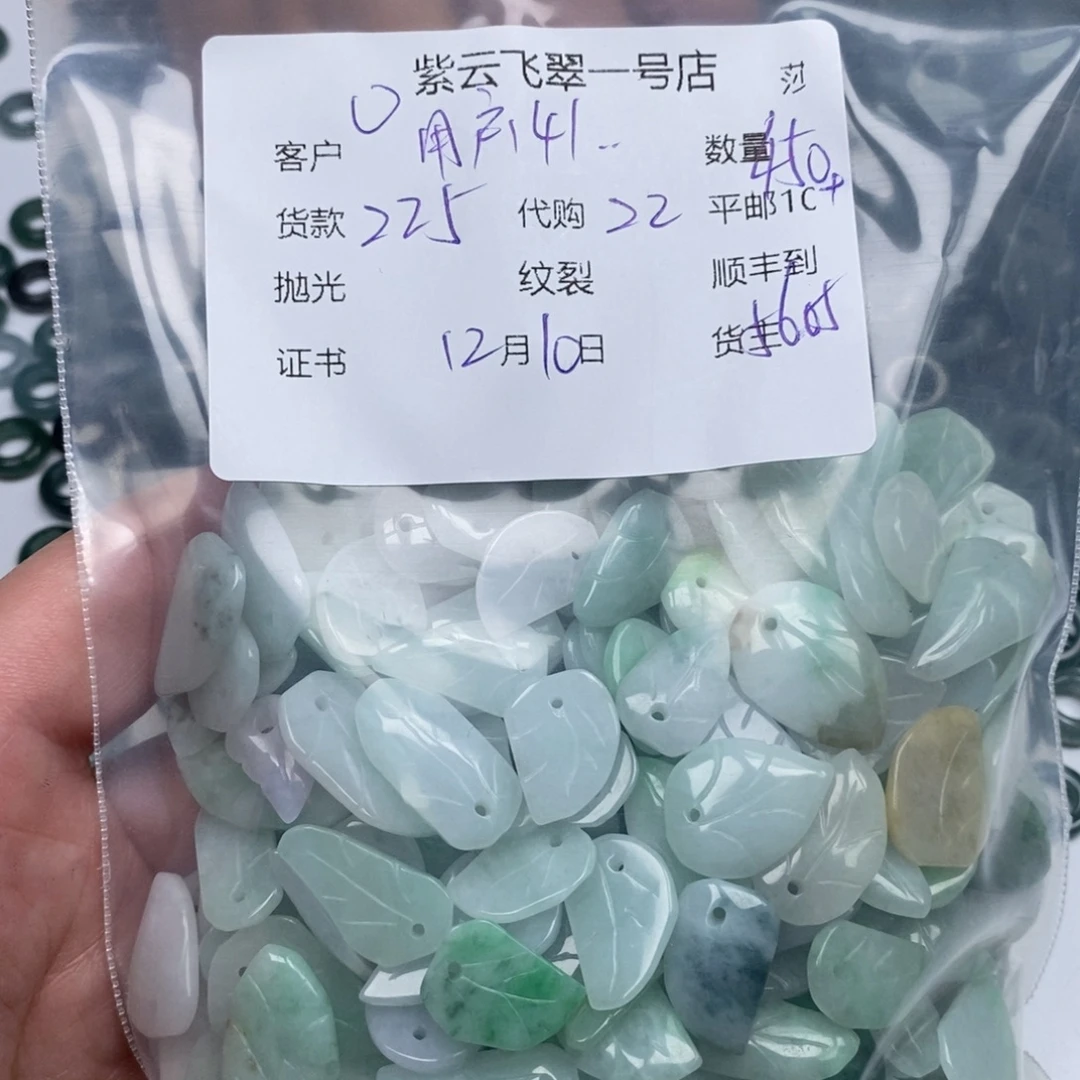 紫云飞翠一号店 莎
客户 用户141.. 数量 450+
货款 225 代购 22 平邮1C
抛光 纹裂 顺丰到
证书 12月10日 货